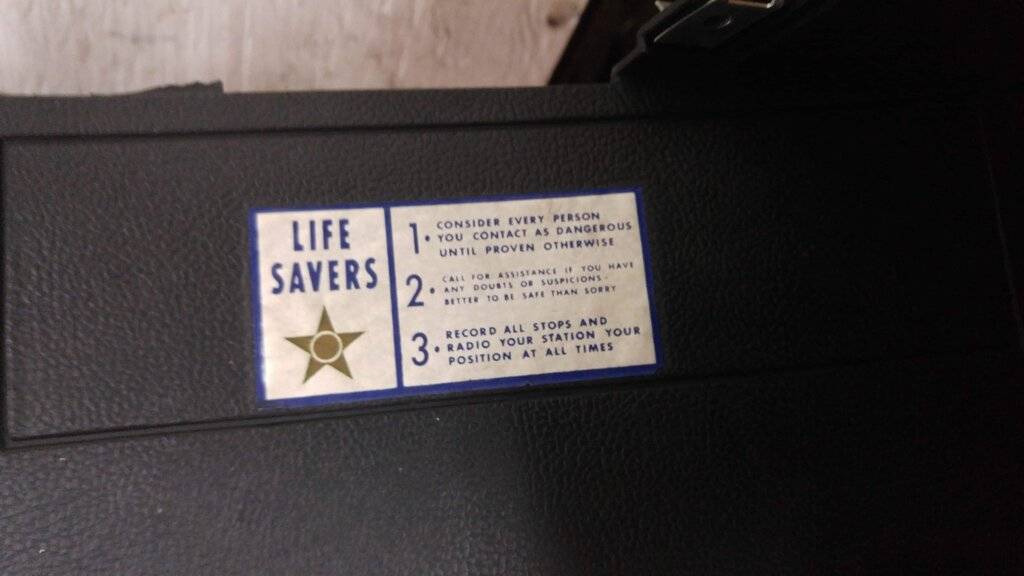 LIFE
SAVERS
1. CONSIDER EVERY PERSON
YOU CONTACT AS DANGEROUS
UNTIL PROVEN OTHERWISE
2. CALL FOR ASSISTANCE IF YOU HAVE
ANY DOUBTS OR SUSPICIONS-
BETTER TO BE SAFE THAN SORRY
3. RECORD ALL STOPS AND
RADIO YOUR STATION YOUR
POSITION AT ALL TIMES